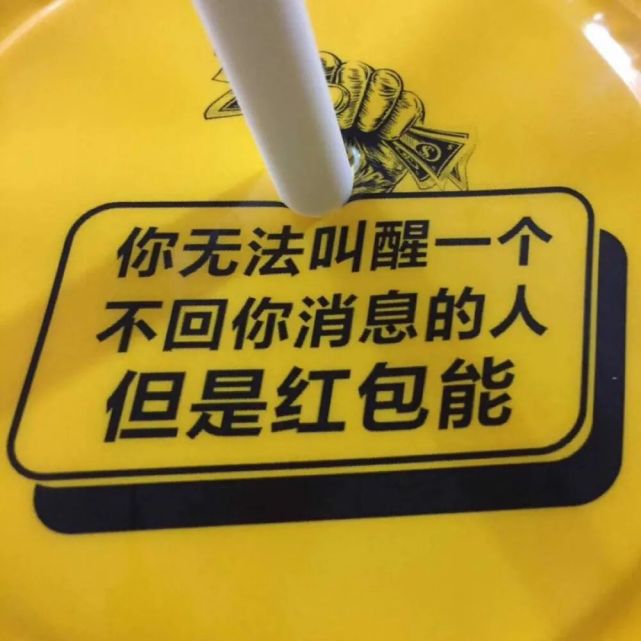 你无法叫醒一个
不回你消息的人
但是红包能